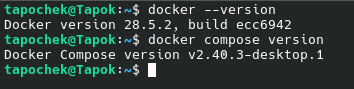 tapochek@Tapok:~$ docker --version
Docker version 28.5.2, build ecc6942
tapochek@Tapok:~$ docker compose version
Docker Compose version v2.40.3-desktop.1
tapochek@Tapok:~$